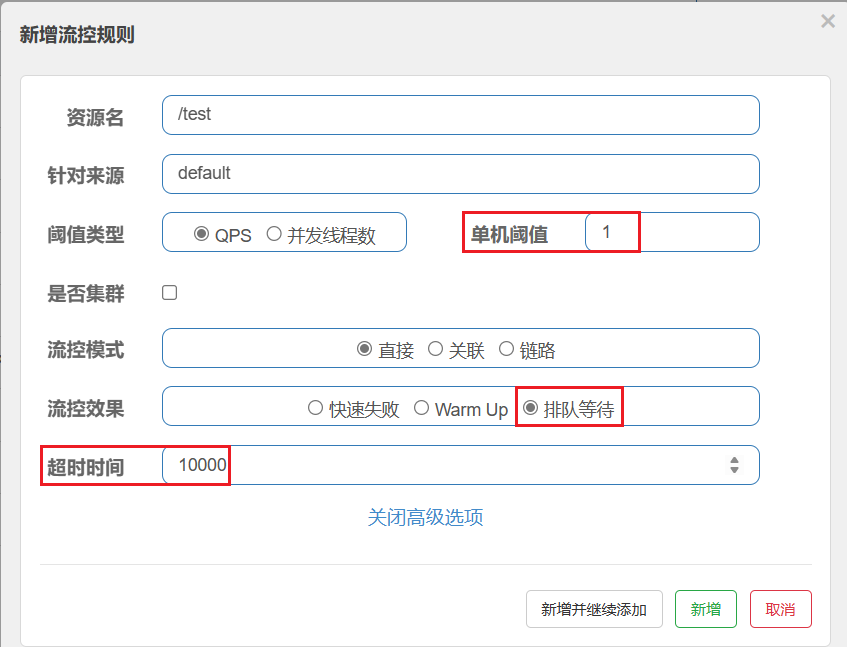 新增流控规则 ×
资源名 /test
针对来源 default
阈值类型 QPS 并发线程数 单机阈值 1
是否集群
流控模式 直接 关联 链路
流控效果 快速失败 Warm Up 排队等待
超时时间 10000
关闭高级选项
新增并继续添加 新增 取消